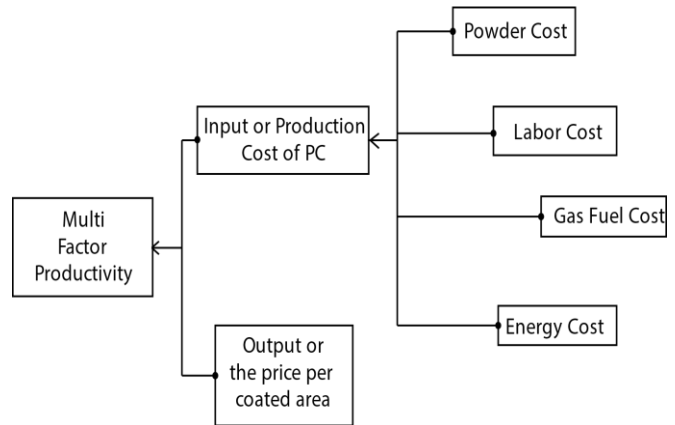 Powder Cost
Input or Production
Cost of PC
Labor Cost
Multi
Factor
Productivity
Gas Fuel Cost
Energy Cost
Output or
the price per
coated area